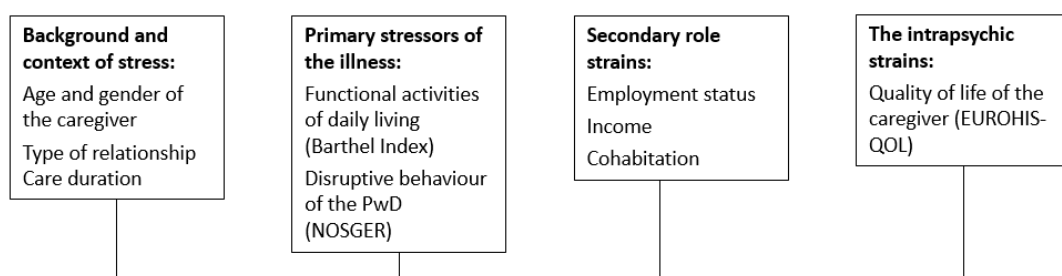 Background and
context of stress:
Age and gender of
the caregiver
Type of relationship
Care duration
Primary stressors of
the illness:
Functional activities
of daily living
(Barthel Index)
Disruptive behaviour
of the PwD
(NOSGER)
Secondary role
strains:
Employment status
Income
Cohabitation
The intrapsychic
strains:
Quality of life of the
caregiver (EUROHIS-
QOL)